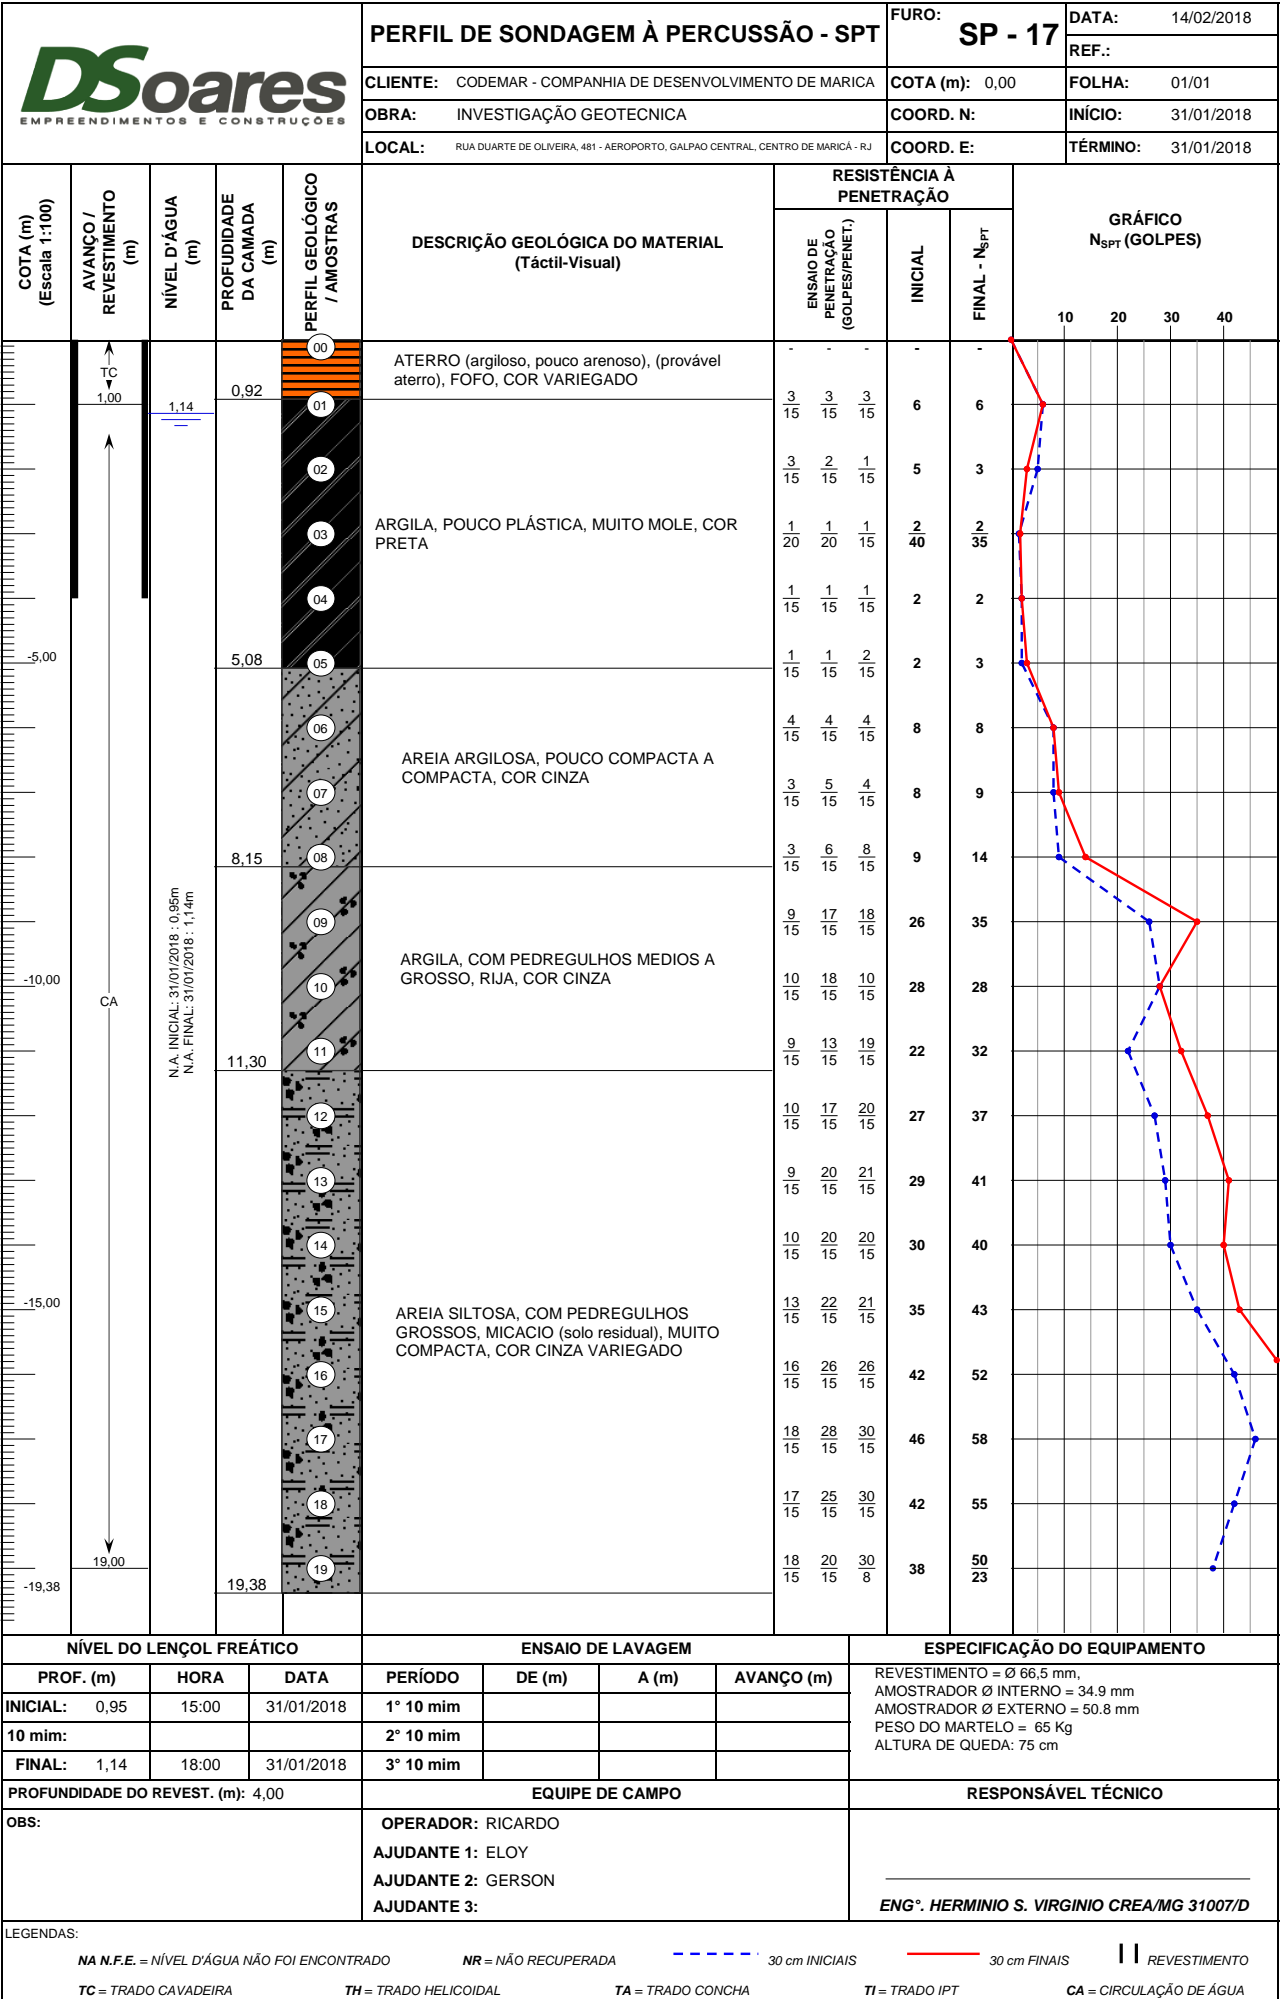 DSoares
EMPREENDIMENTOS E CONSTRUÇÕES
PERFIL DE SONDAGEM À PERCUSSÃO - SPT
FURO: SP - 17
DATA: 14/02/2018
REF.:
CLIENTE: CODEMAR - COMPANHIA DE DESENVOLVIMENTO DE MARICA
COTA (m): 0,00
FOLHA: 01/01
OBRA: INVESTIGAÇÃO GEOTECNICA
COORD. N:
INÍCIO: 31/01/2018
LOCAL: RUA DUARTE DE OLIVEIRA, 481 - AEROPORTO, GALPAO CENTRAL, CENTRO DE MARICÁ - RJ
COORD. E:
TÉRMINO: 31/01/2018
COTA (m)
(Escala 1:100)
AVANÇO /
REVESTIMENTO
(m)
NÍVEL D'ÁGUA
(m)
PROFUDIDADE
DA CAMADA
(m)
PERFIL GEOLÓGICO
/ AMOSTRAS
DESCRIÇÃO GEOLÓGICA DO MATERIAL
(Táctil-Visual)
RESISTÊNCIA À
PENETRAÇÃO
ENSAIO DE
PENETRAÇÃO
(GOLPES/PENET.)
INICIAL
FINAL - NSPT
GRÁFICO
NSPT (GOLPES)
10 20 30 40
00 - - - - -
ATERRO (argiloso, pouco arenoso), (provável
aterro), FOFO, COR VARIEGADO
TC
1,00
0,92
1,14
01 3/15 3/15 3/15 6 6
02 3/15 2/15 1/15 5 3
ARGILA, POUCO PLÁSTICA, MUITO MOLE, COR
PRETA
03 1/20 1/20 1/15 2/40 2/35
04 1/15 1/15 1/15 2 2
-5,00
5,08
05 1/15 1/15 2/15 2 3
06 4/15 4/15 4/15 8 8
AREIA ARGILOSA, POUCO COMPACTA A
COMPACTA, COR CINZA
07 3/15 5/15 4/15 8 9
8,15
08 3/15 6/15 8/15 9 14
N.A. INICIAL: 31/01/2018 : 0,95m
N.A. FINAL: 31/01/2018 : 1,14m
09 9/15 17/15 18/15 26 35
ARGILA, COM PEDREGULHOS MEDIOS A
GROSSO, RIJA, COR CINZA
-10,00
CA
10 10/15 18/15 10/15 28 28
11 9/15 13/15 19/15 22 32
11,30
12 10/15 17/15 20/15 27 37
13 9/15 20/15 21/15 29 41
14 10/15 20/15 20/15 30 40
-15,00
15 13/15 22/15 21/15 35 43
AREIA SILTOSA, COM PEDREGULHOS
GROSSOS, MICACIO (solo residual), MUITO
COMPACTA, COR CINZA VARIEGADO
16 16/15 26/15 26/15 42 52
17 18/15 28/15 30/15 46 58
18 17/15 25/15 30/15 42 55
19,00
19 18/15 20/15 30/8 38 50/23
-19,38
19,38
NÍVEL DO LENÇOL FREÁTICO
PROF. (m) HORA DATA
INICIAL: 0,95 15:00 31/01/2018
10 mim:
FINAL: 1,14 18:00 31/01/2018
PROFUNDIDADE DO REVEST. (m): 4,00
OBS:
ENSAIO DE LAVAGEM
PERÍODO DE (m) A (m) AVANÇO (m)
1° 10 mim
2° 10 mim
3° 10 mim
ESPECIFICAÇÃO DO EQUIPAMENTO
REVESTIMENTO = Ø 66,5 mm,
AMOSTRADOR Ø INTERNO = 34.9 mm
AMOSTRADOR Ø EXTERNO = 50.8 mm
PESO DO MARTELO = 65 Kg
ALTURA DE QUEDA: 75 cm
EQUIPE DE CAMPO
OPERADOR: RICARDO
AJUDANTE 1: ELOY
AJUDANTE 2: GERSON
AJUDANTE 3:
RESPONSÁVEL TÉCNICO
ENG°. HERMINIO S. VIRGINIO CREA/MG 31007/D
LEGENDAS:
NA N.F.E. = NÍVEL D'ÁGUA NÃO FOI ENCONTRADO
NR = NÃO RECUPERADA
30 cm INICIAIS
30 cm FINAIS
REVESTIMENTO
TC = TRADO CAVADEIRA
TH = TRADO HELICOIDAL
TA = TRADO CONCHA
TI = TRADO IPT
CA = CIRCULAÇÃO DE ÁGUA